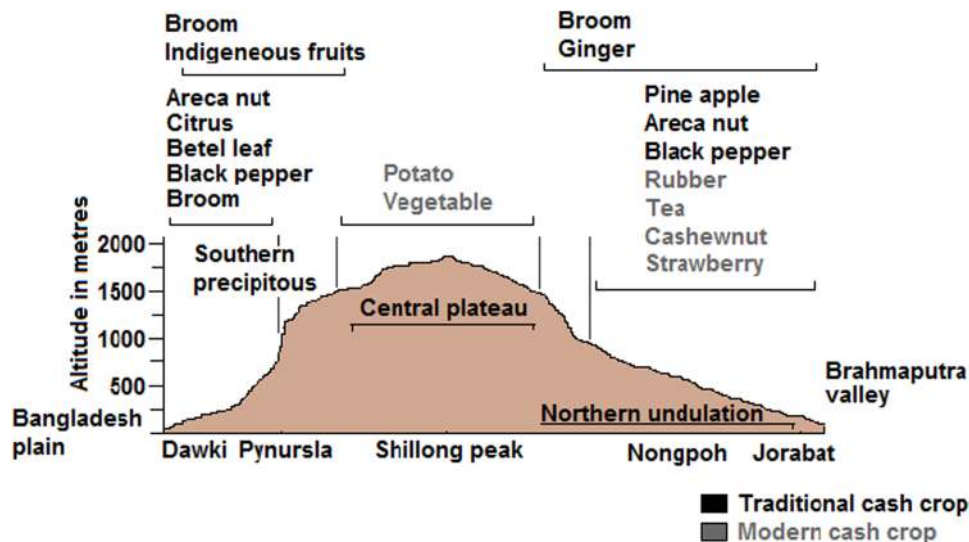 Broom
Indigeneous fruits
Areca nut
Citrus
Betel leaf
Black pepper
Broom
Potato
Vegetable
Broom
Ginger
Pine apple
Areca nut
Black pepper
Rubber
Tea
Cashewnut
Strawberry
Altitude in metres
2000
1500
1000
500
Southern
precipitous
Central plateau
Northern undulation
Brahmaputra
valley
Bangladesh
plain
Dawki Pynursla Shillong peak Nongpoh Jorabat
Traditional cash crop
Modern cash crop